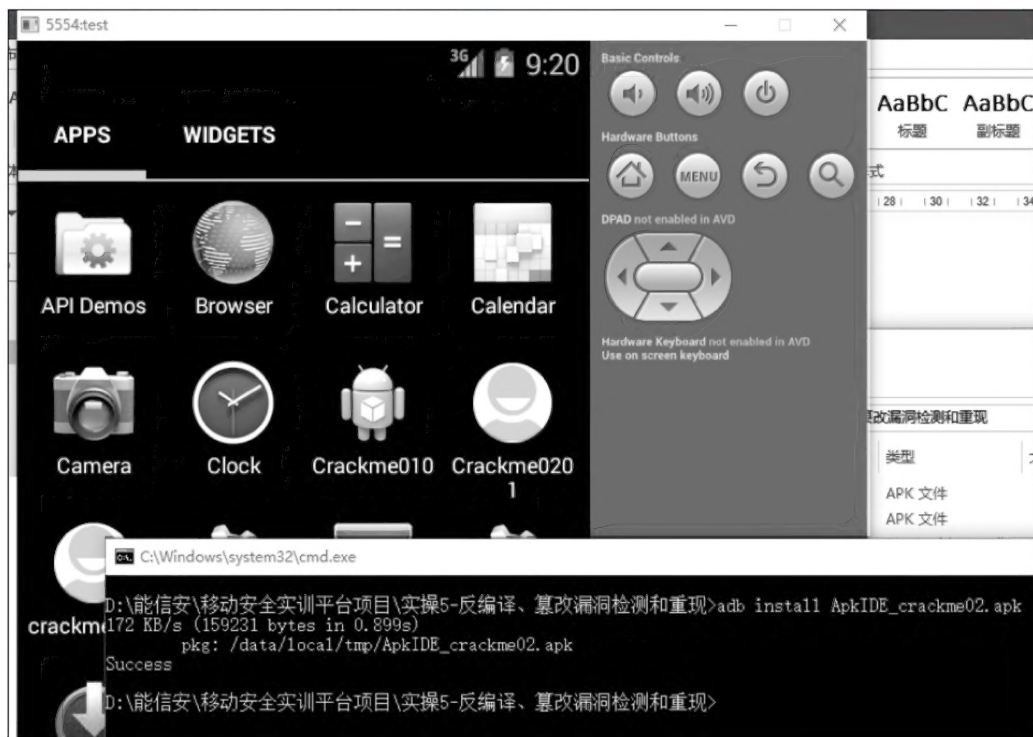 5554:test
3G 9:20
APPS WIDGETS
API Demos Browser Calculator Calendar
Camera Clock Crackme010 Crackme020
1
crackm
Basic Controls
Hardware Buttons
MENU
DPAD not enabled in AVD
Hardware Keyboard not enabled in AVD
Use on screen keyboard
AaBbC AaBbC
标题 副标题
式
28 30 32 34
改漏洞检测和重现
类型
APK 文件
APK 文件
C:\Windows\system32\cmd.exe
D:\能信安\移动安全实训平台项目\实操5-反编译、篡改漏洞检测和重现>adb install ApkIDE_crackme02.apk
172 KB/s (159231 bytes in 0.899s)
pkg: /data/local/tmp/ApkIDE_crackme02.apk
Success
D:\能信安\移动安全实训平台项目\实操5-反编译、篡改漏洞检测和重现>